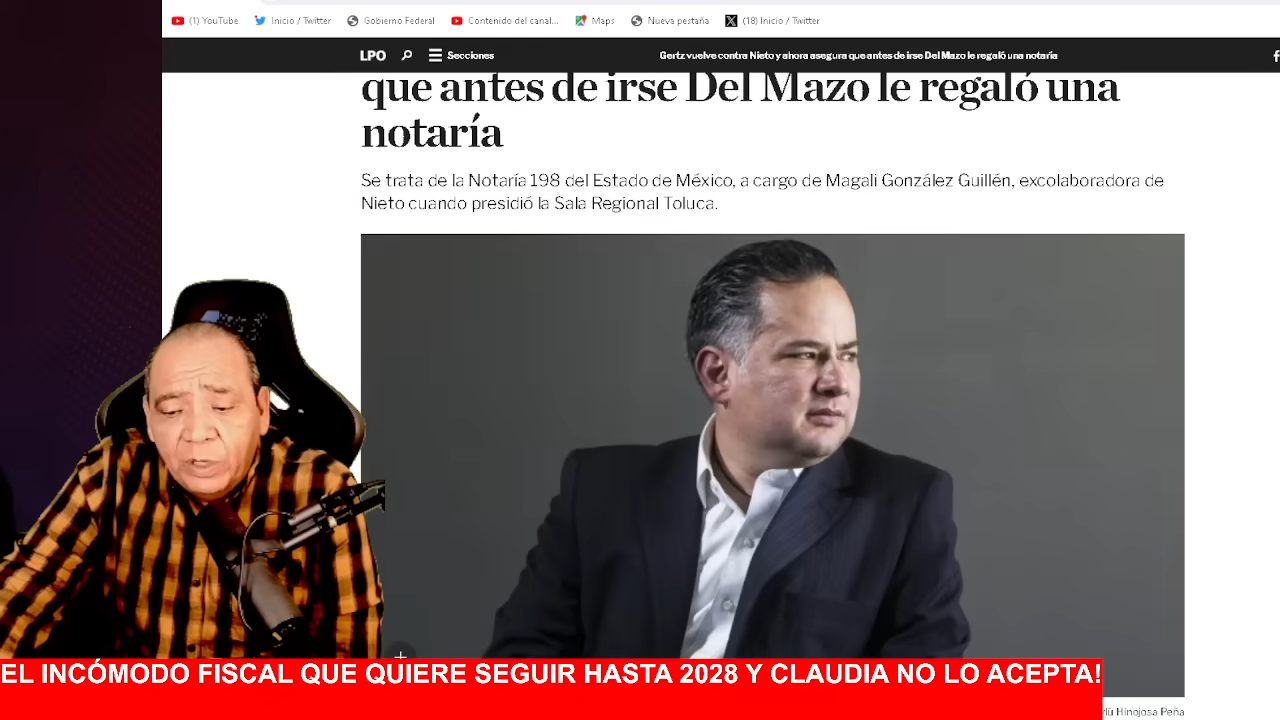 (1) YouTube
Inicio / Twitter
Gobierno Federal
Contenido del canal...
Maps
Nueva pestaña
(18) Inicio / Twitter
LPO
Secciones
Gertz vuelve contra Nieto y ahora asegura que antes de irse Del Mazo le regaló una notaría
que antes de irse Del Mazo le regaló una
notaría
Se trata de la Notaría 198 del Estado de México, a cargo de Magali González Guillén, excolaboradora de
Nieto cuando presidió la Sala Regional Toluca.
EL INCÓMODO FISCAL QUE QUIERE SEGUIR HASTA 2028 Y CLAUDIA NO LO ACEPTA!
Hinojosa Peña